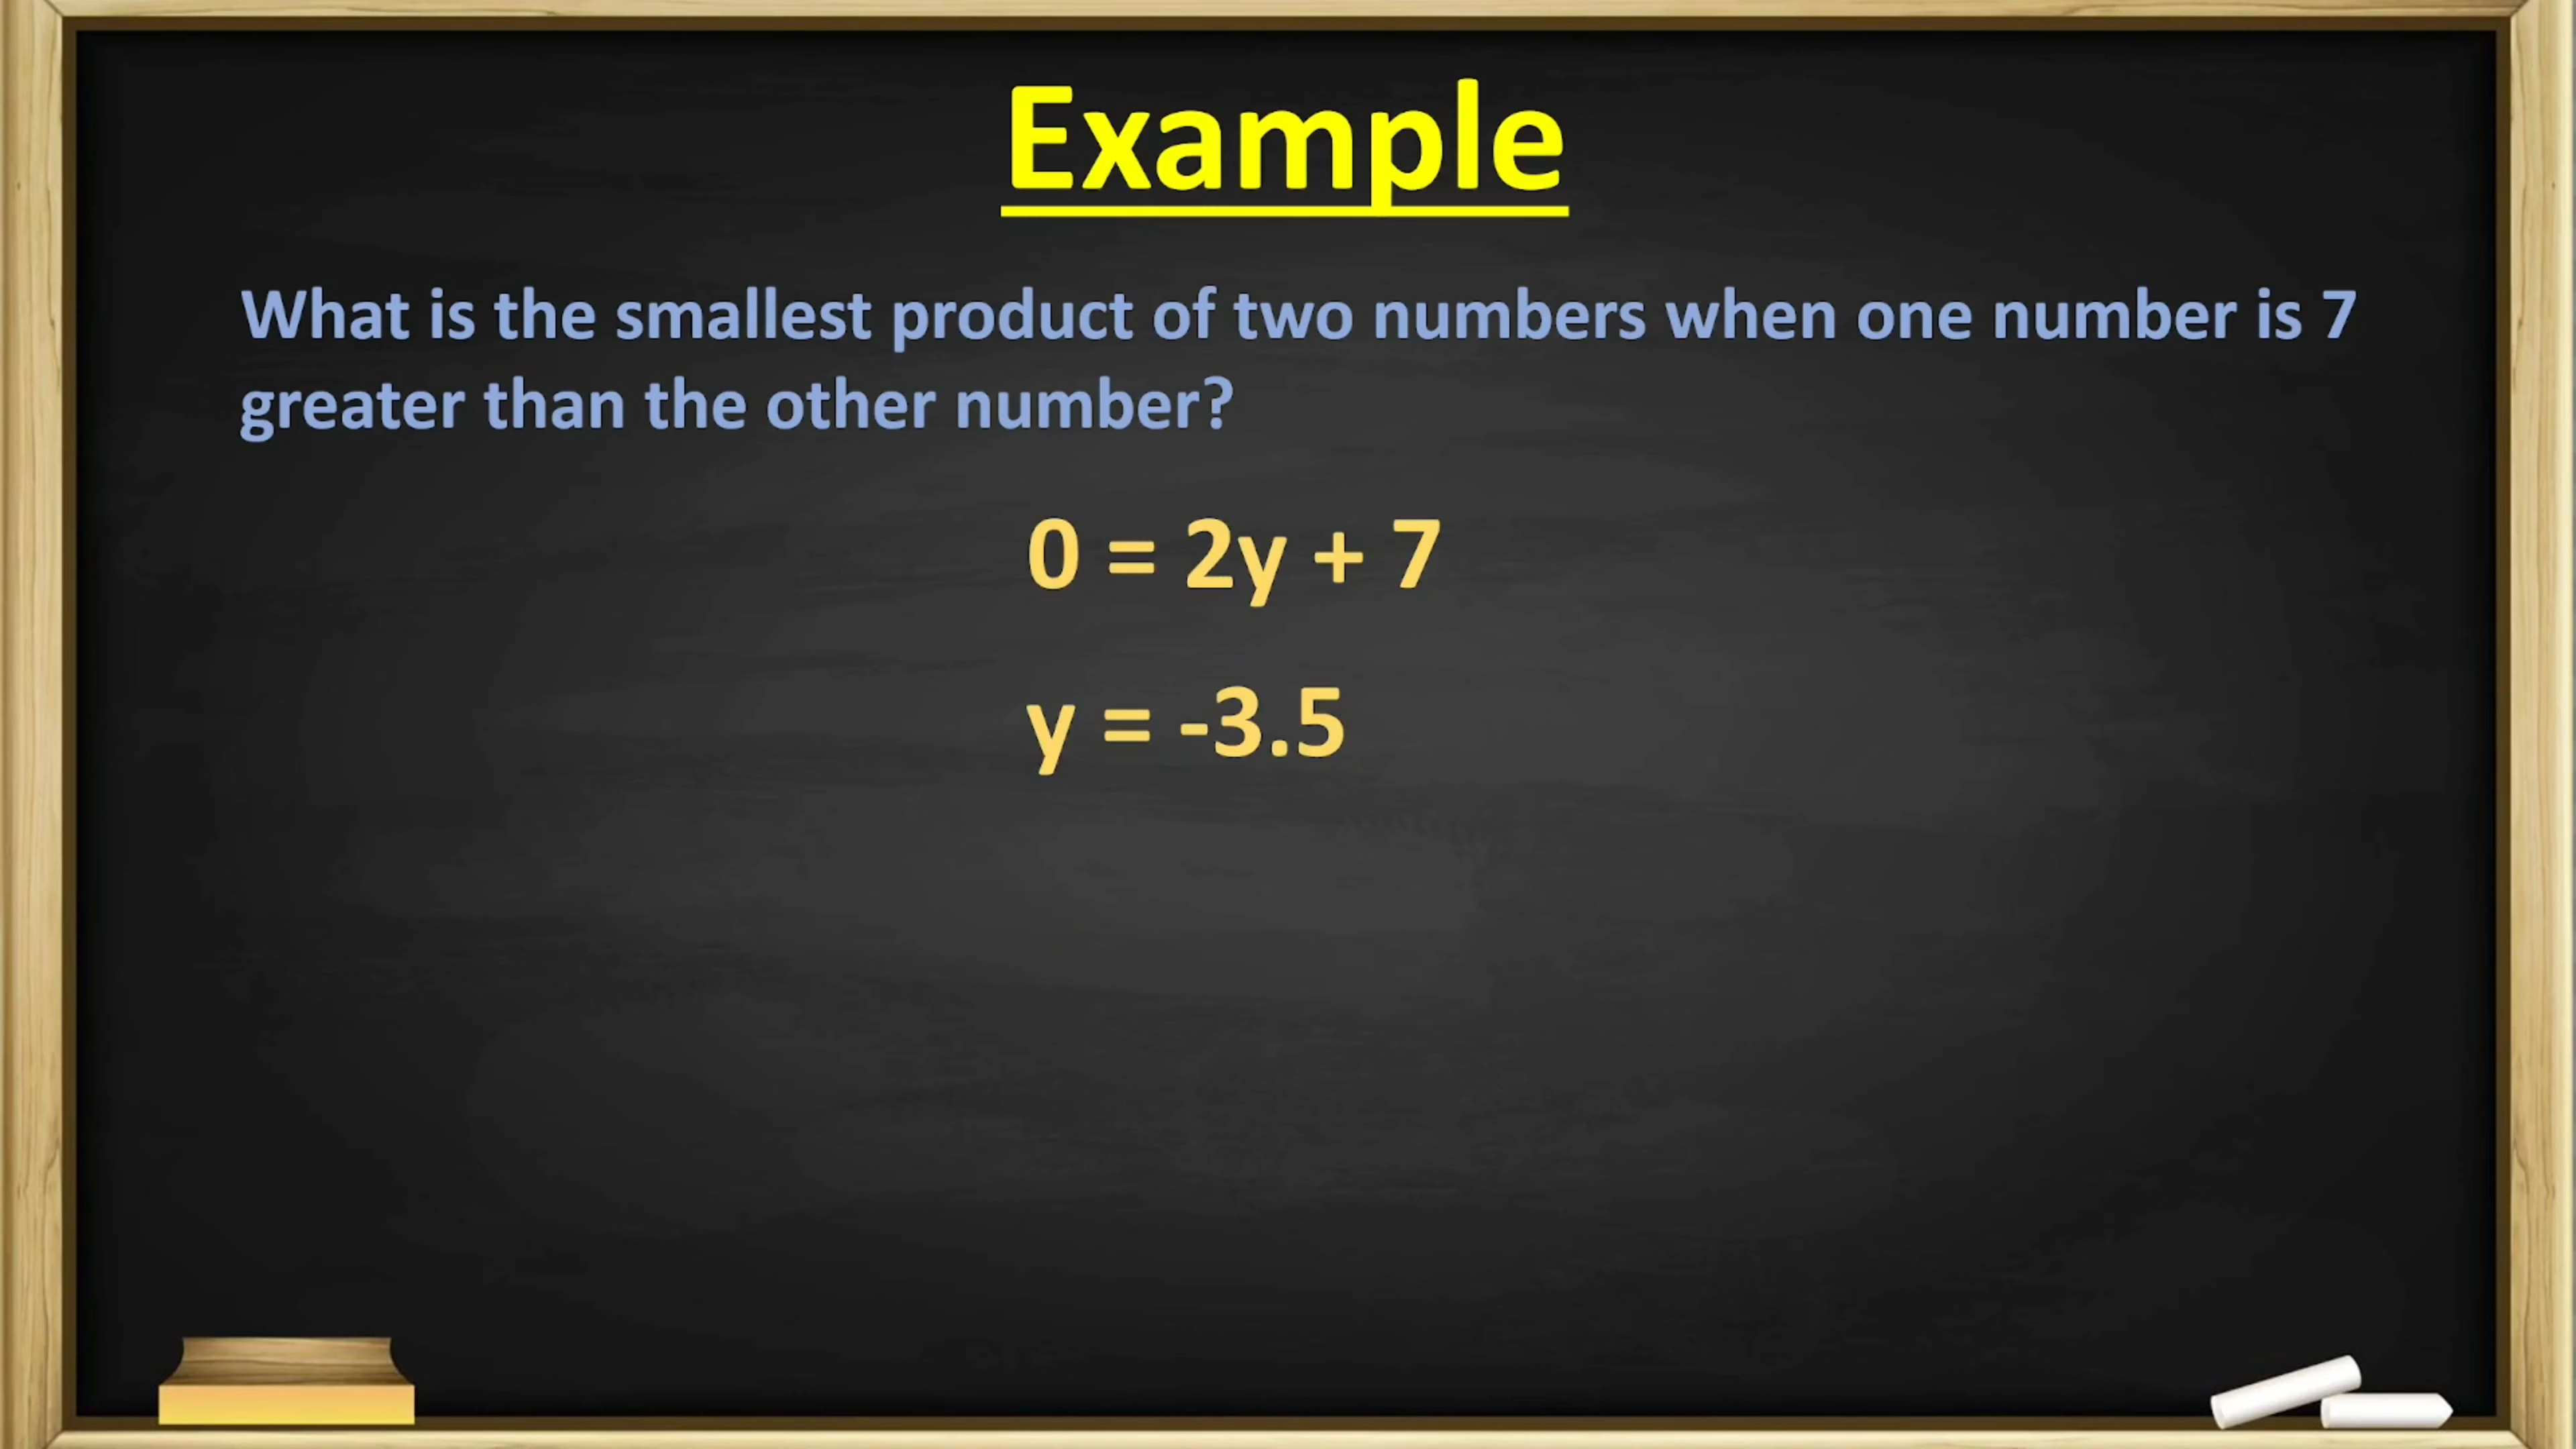 Example
What is the smallest product of two numbers when one number is 7
greater than the other number?
0 = 2y + 7
y = -3.5